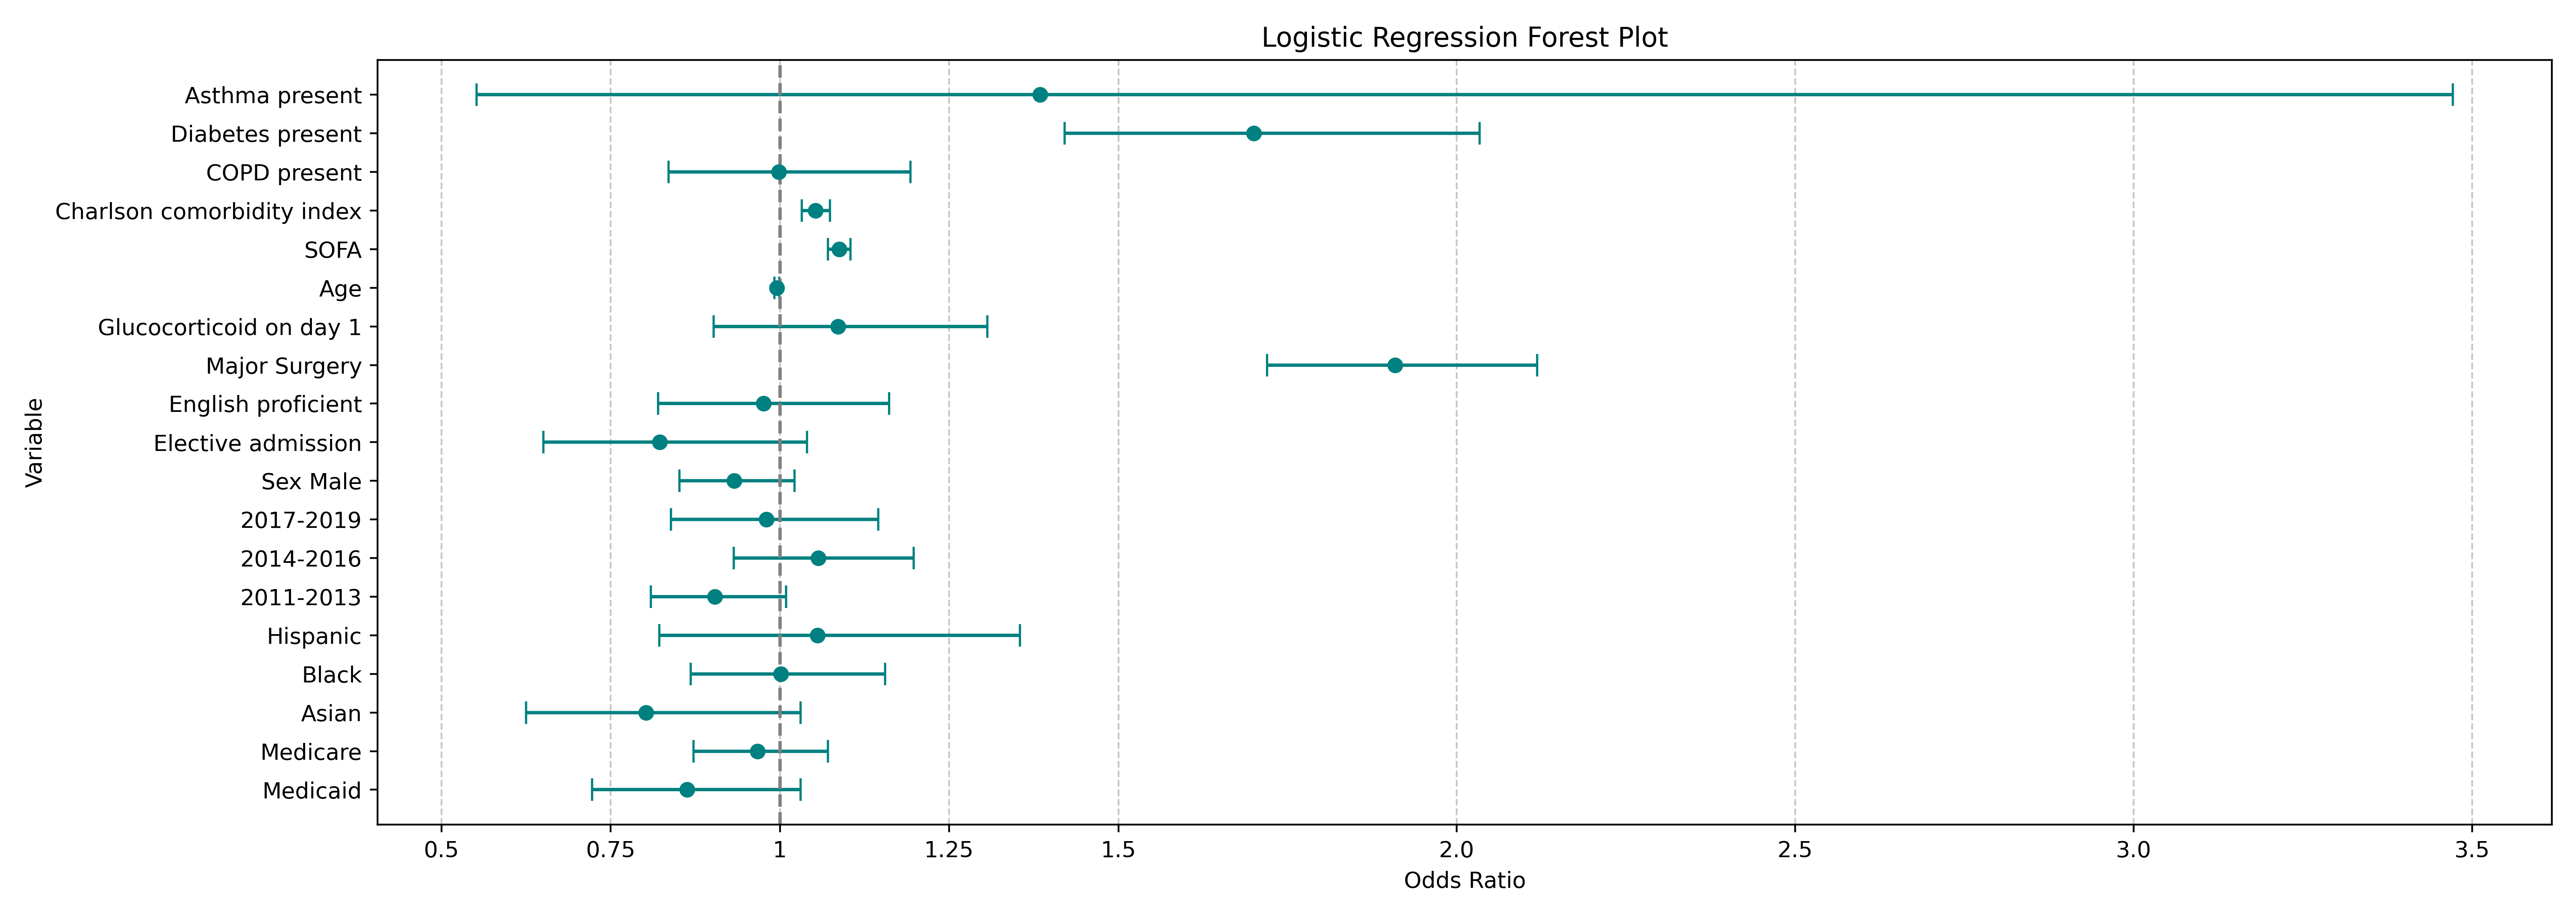 Logistic Regression Forest Plot
Variable
Asthma present
Diabetes present
COPD present
Charlson comorbidity index
SOFA
Age
Glucocorticoid on day 1
Major Surgery
English proficient
Elective admission
Sex Male
2017-2019
2014-2016
2011-2013
Hispanic
Black
Asian
Medicare
Medicaid
0.5 0.75 1 1.25 1.5 2.0 2.5 3.0 3.5
Odds Ratio